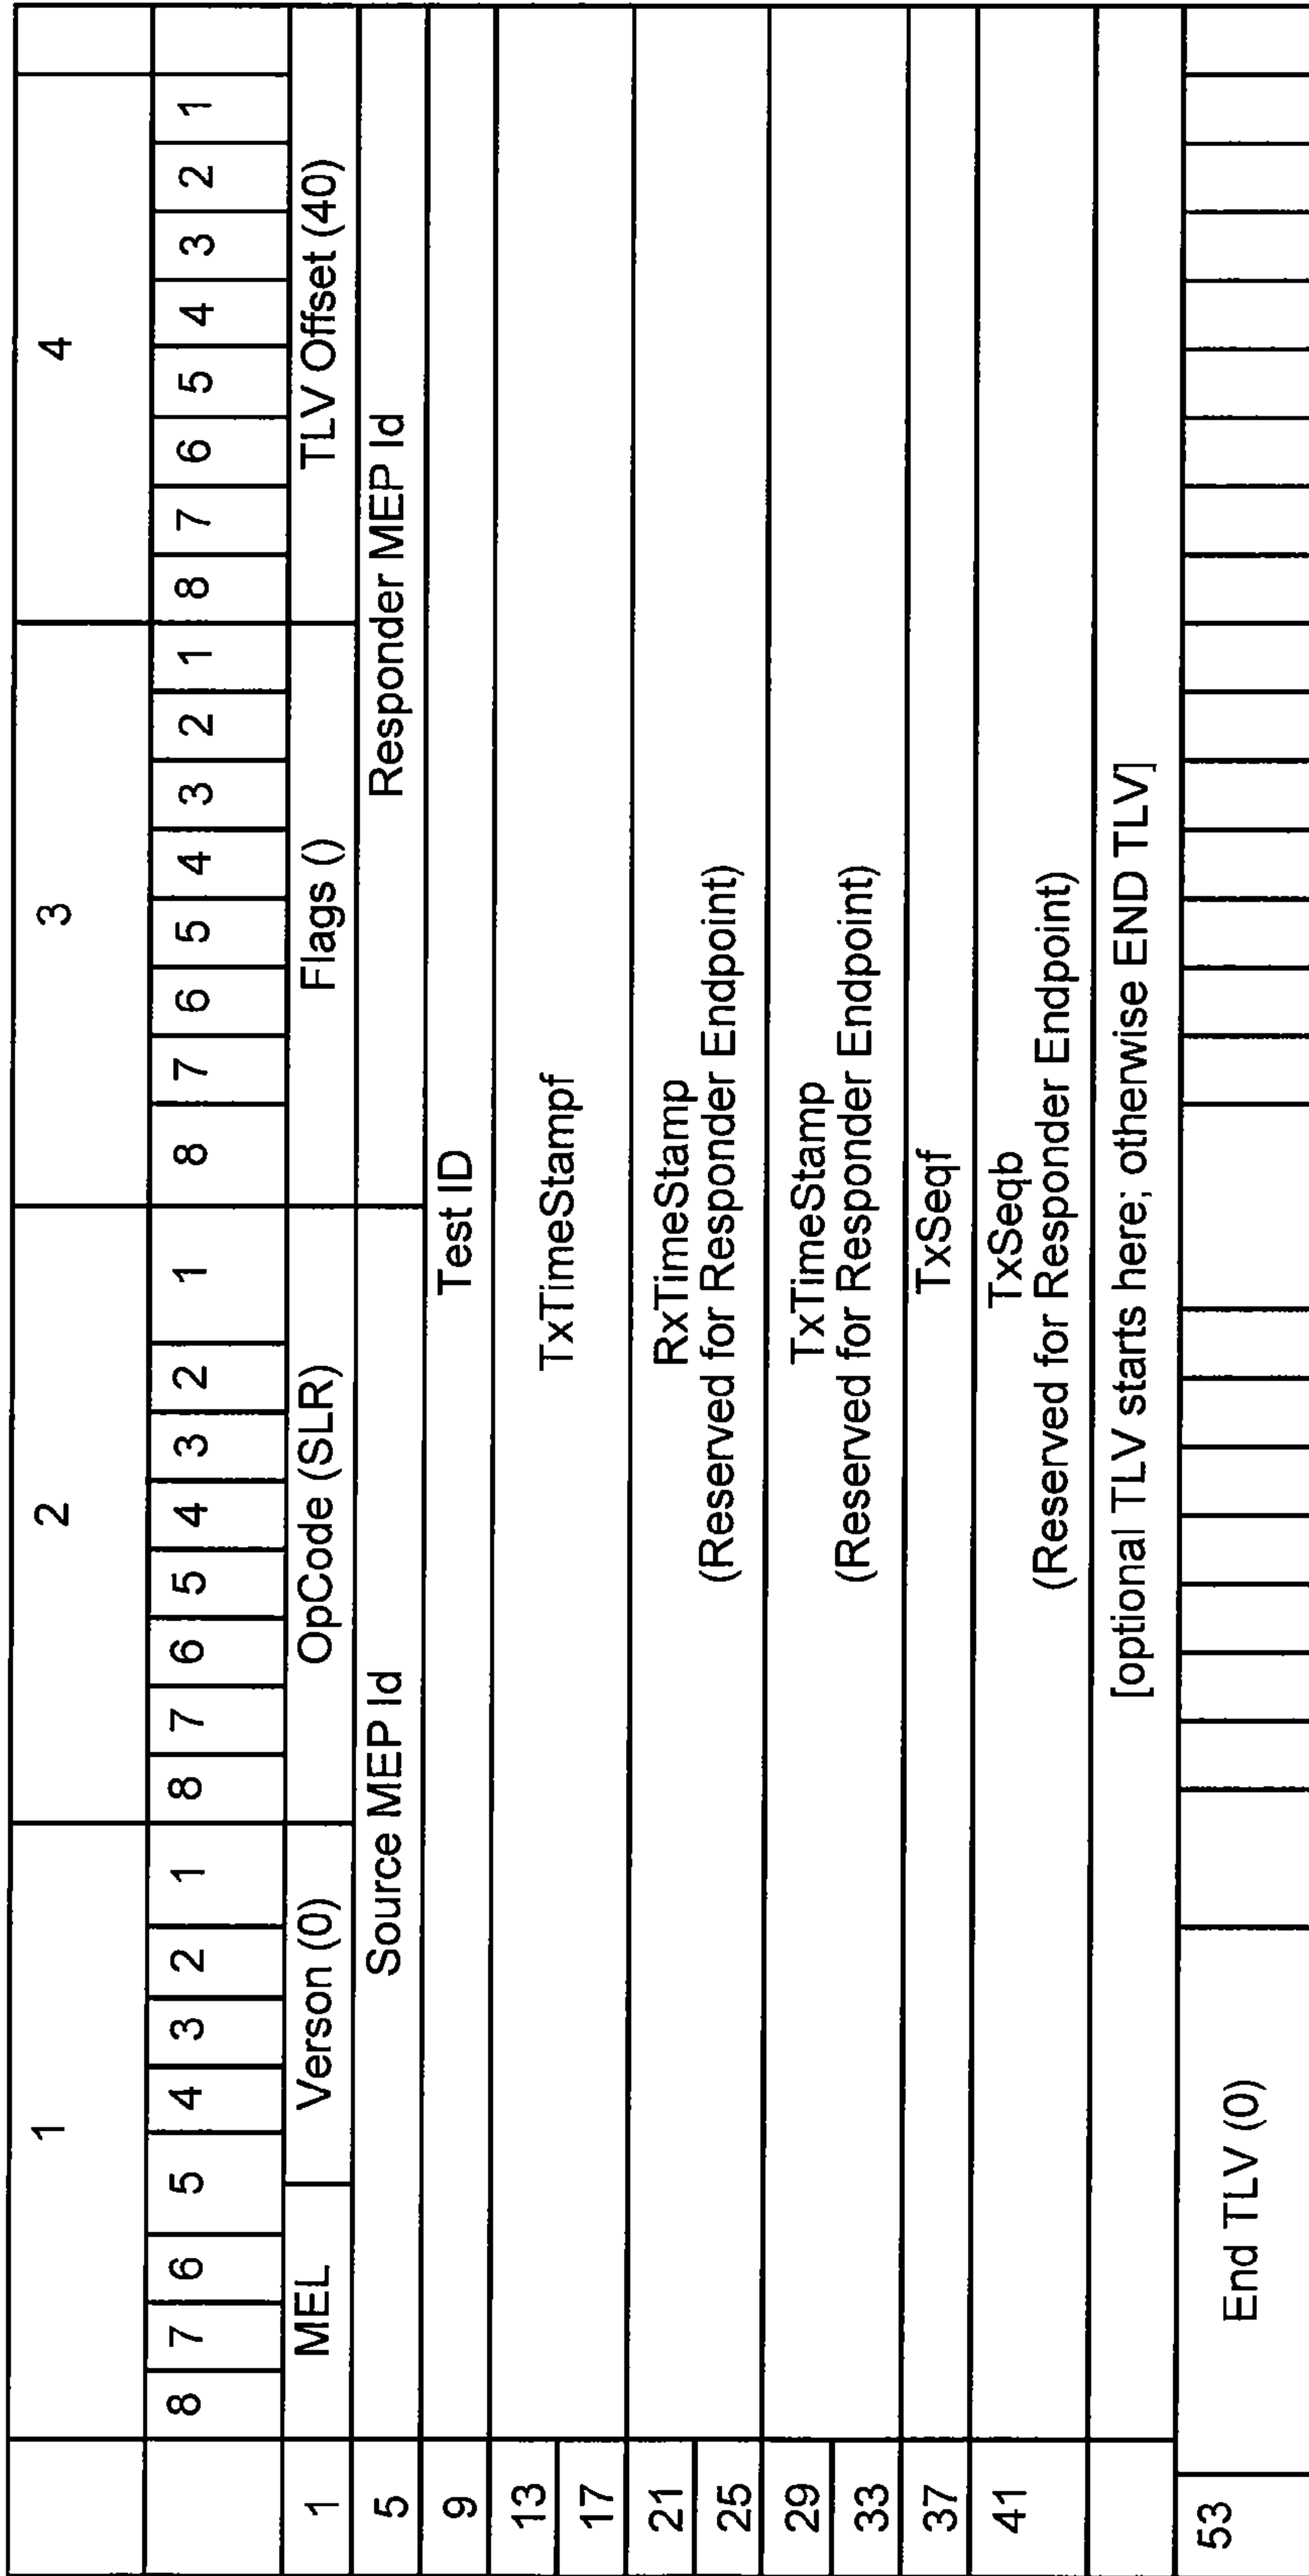 1 2 3 4
8 7 6 5 4 3 2 1 8 7 6 5 4 3 2 1 8 7 6 5 4 3 2 1 8 7 6 5 4 3 2 1
1 MEL Verson (0) OpCode (SLR) Flags () TLV Offset (40)
5 Source MEP Id Responder MEP Id
9 Test ID
13 TxTimeStampf
17
21 RxTimeStamp
25 (Reserved for Responder Endpoint)
29 TxTimeStamp
33 (Reserved for Responder Endpoint)
37 TxSeqf
41 TxSeqb
(Reserved for Responder Endpoint)
[optional TLV starts here; otherwise END TLV]
53 End TLV (0)